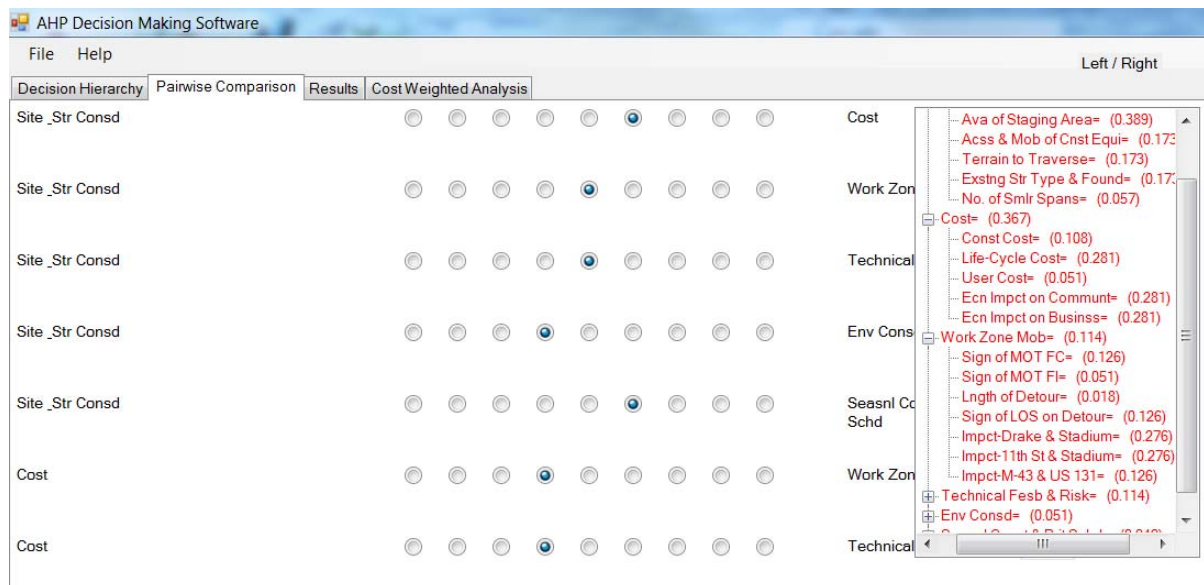 AHP Decision Making Software
File Help
Left / Right
Decision Hierarchy Pairwise Comparison Results Cost Weighted Analysis
Site _Str Consd Cost
Site _Str Consd Work Zon
Site _Str Consd Technical
Site _Str Consd Env Cons
Site _Str Consd Seasnl Co
Schd
Cost Work Zon
Cost Technical
Ava of Staging Area= (0.389)
Acss & Mob of Cnst Equi= (0.173
Terrain to Traverse= (0.173)
Exstng Str Type & Found= (0.173
No. of Smlr Spans= (0.057)
Cost= (0.367)
Const Cost= (0.108)
Life-Cycle Cost= (0.281)
User Cost= (0.051)
Ecn Impct on Communt= (0.281)
Ecn Impct on Businss= (0.281)
Work Zone Mob= (0.114)
Sign of MOT FC= (0.126)
Sign of MOT FI= (0.051)
Lngth of Detour= (0.018)
Sign of LOS on Detour= (0.126)
Impct-Drake & Stadium= (0.276)
Impct-11th St & Stadium= (0.276)
Impct-M-43 & US 131= (0.126)
Technical Fesb & Risk= (0.114)
Env Consd= (0.051)